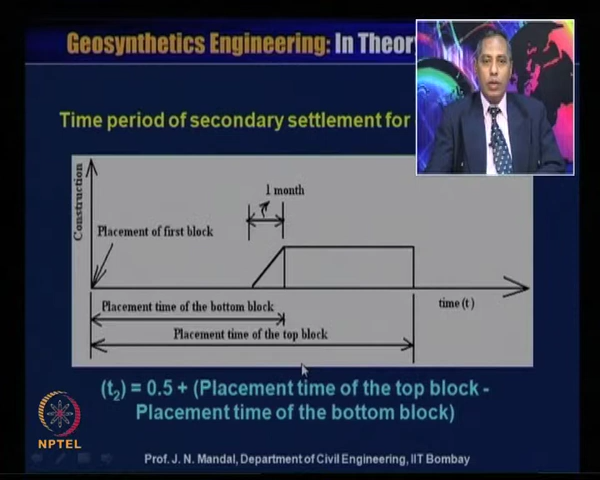 Geosynthetics Engineering: In Theory
Time period of secondary settlement for
Construction
1 month
Placement of first block
Placement time of the bottom block
time (t)
Placement time of the top block
(t2) = 0.5 + (Placement time of the top block -
Placement time of the bottom block)
NPTEL
Prof. J. N. Mandal, Department of Civil Engineering, IIT Bombay